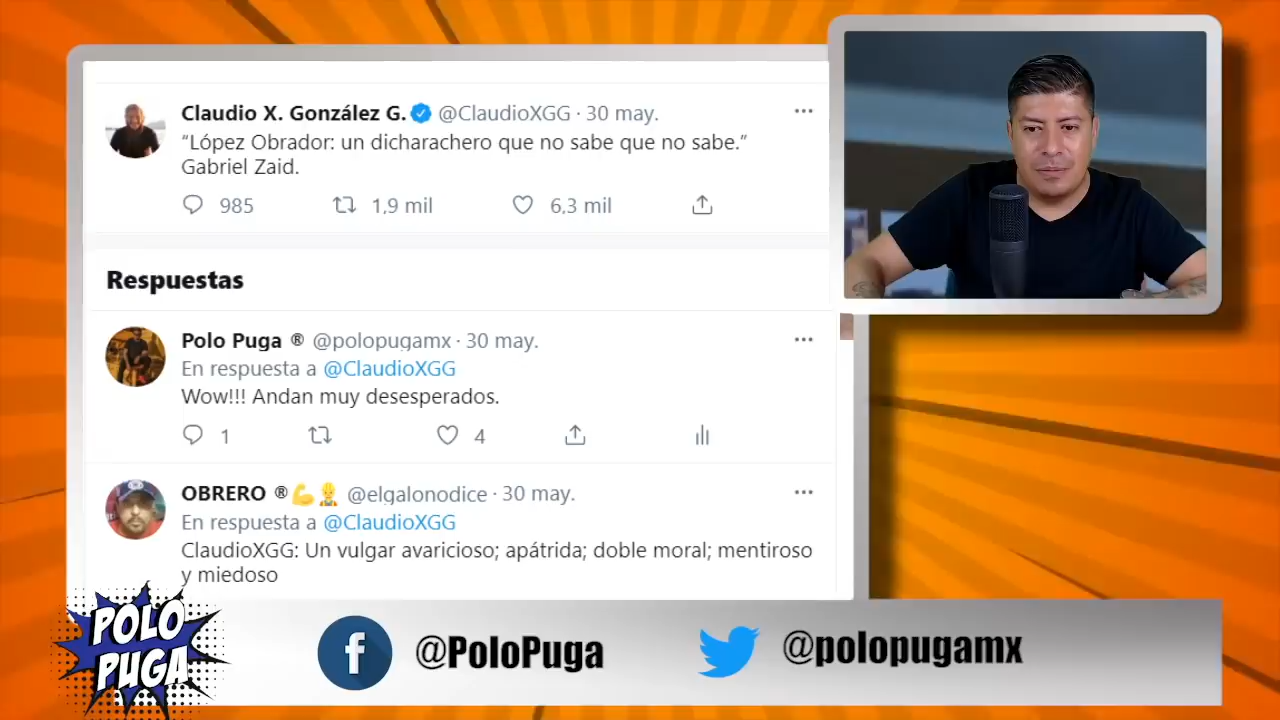 Claudio X. González G. @ClaudioXGG · 30 may.
“López Obrador: un dicharachero que no sabe que no sabe.”
Gabriel Zaid.
985 1,9 mil 6,3 mil
Respuestas
Polo Puga ® @polopugamx · 30 may.
En respuesta a @ClaudioXGG
Wow!!! Andan muy desesperados.
1 4
OBRERO ®💪👷 @elgalonodice · 30 may.
En respuesta a @ClaudioXGG
ClaudioXGG: Un vulgar avaricioso; apátrida; doble moral; mentiroso
y miedoso
POLO
PUGA
f @PoloPuga @polopugamx